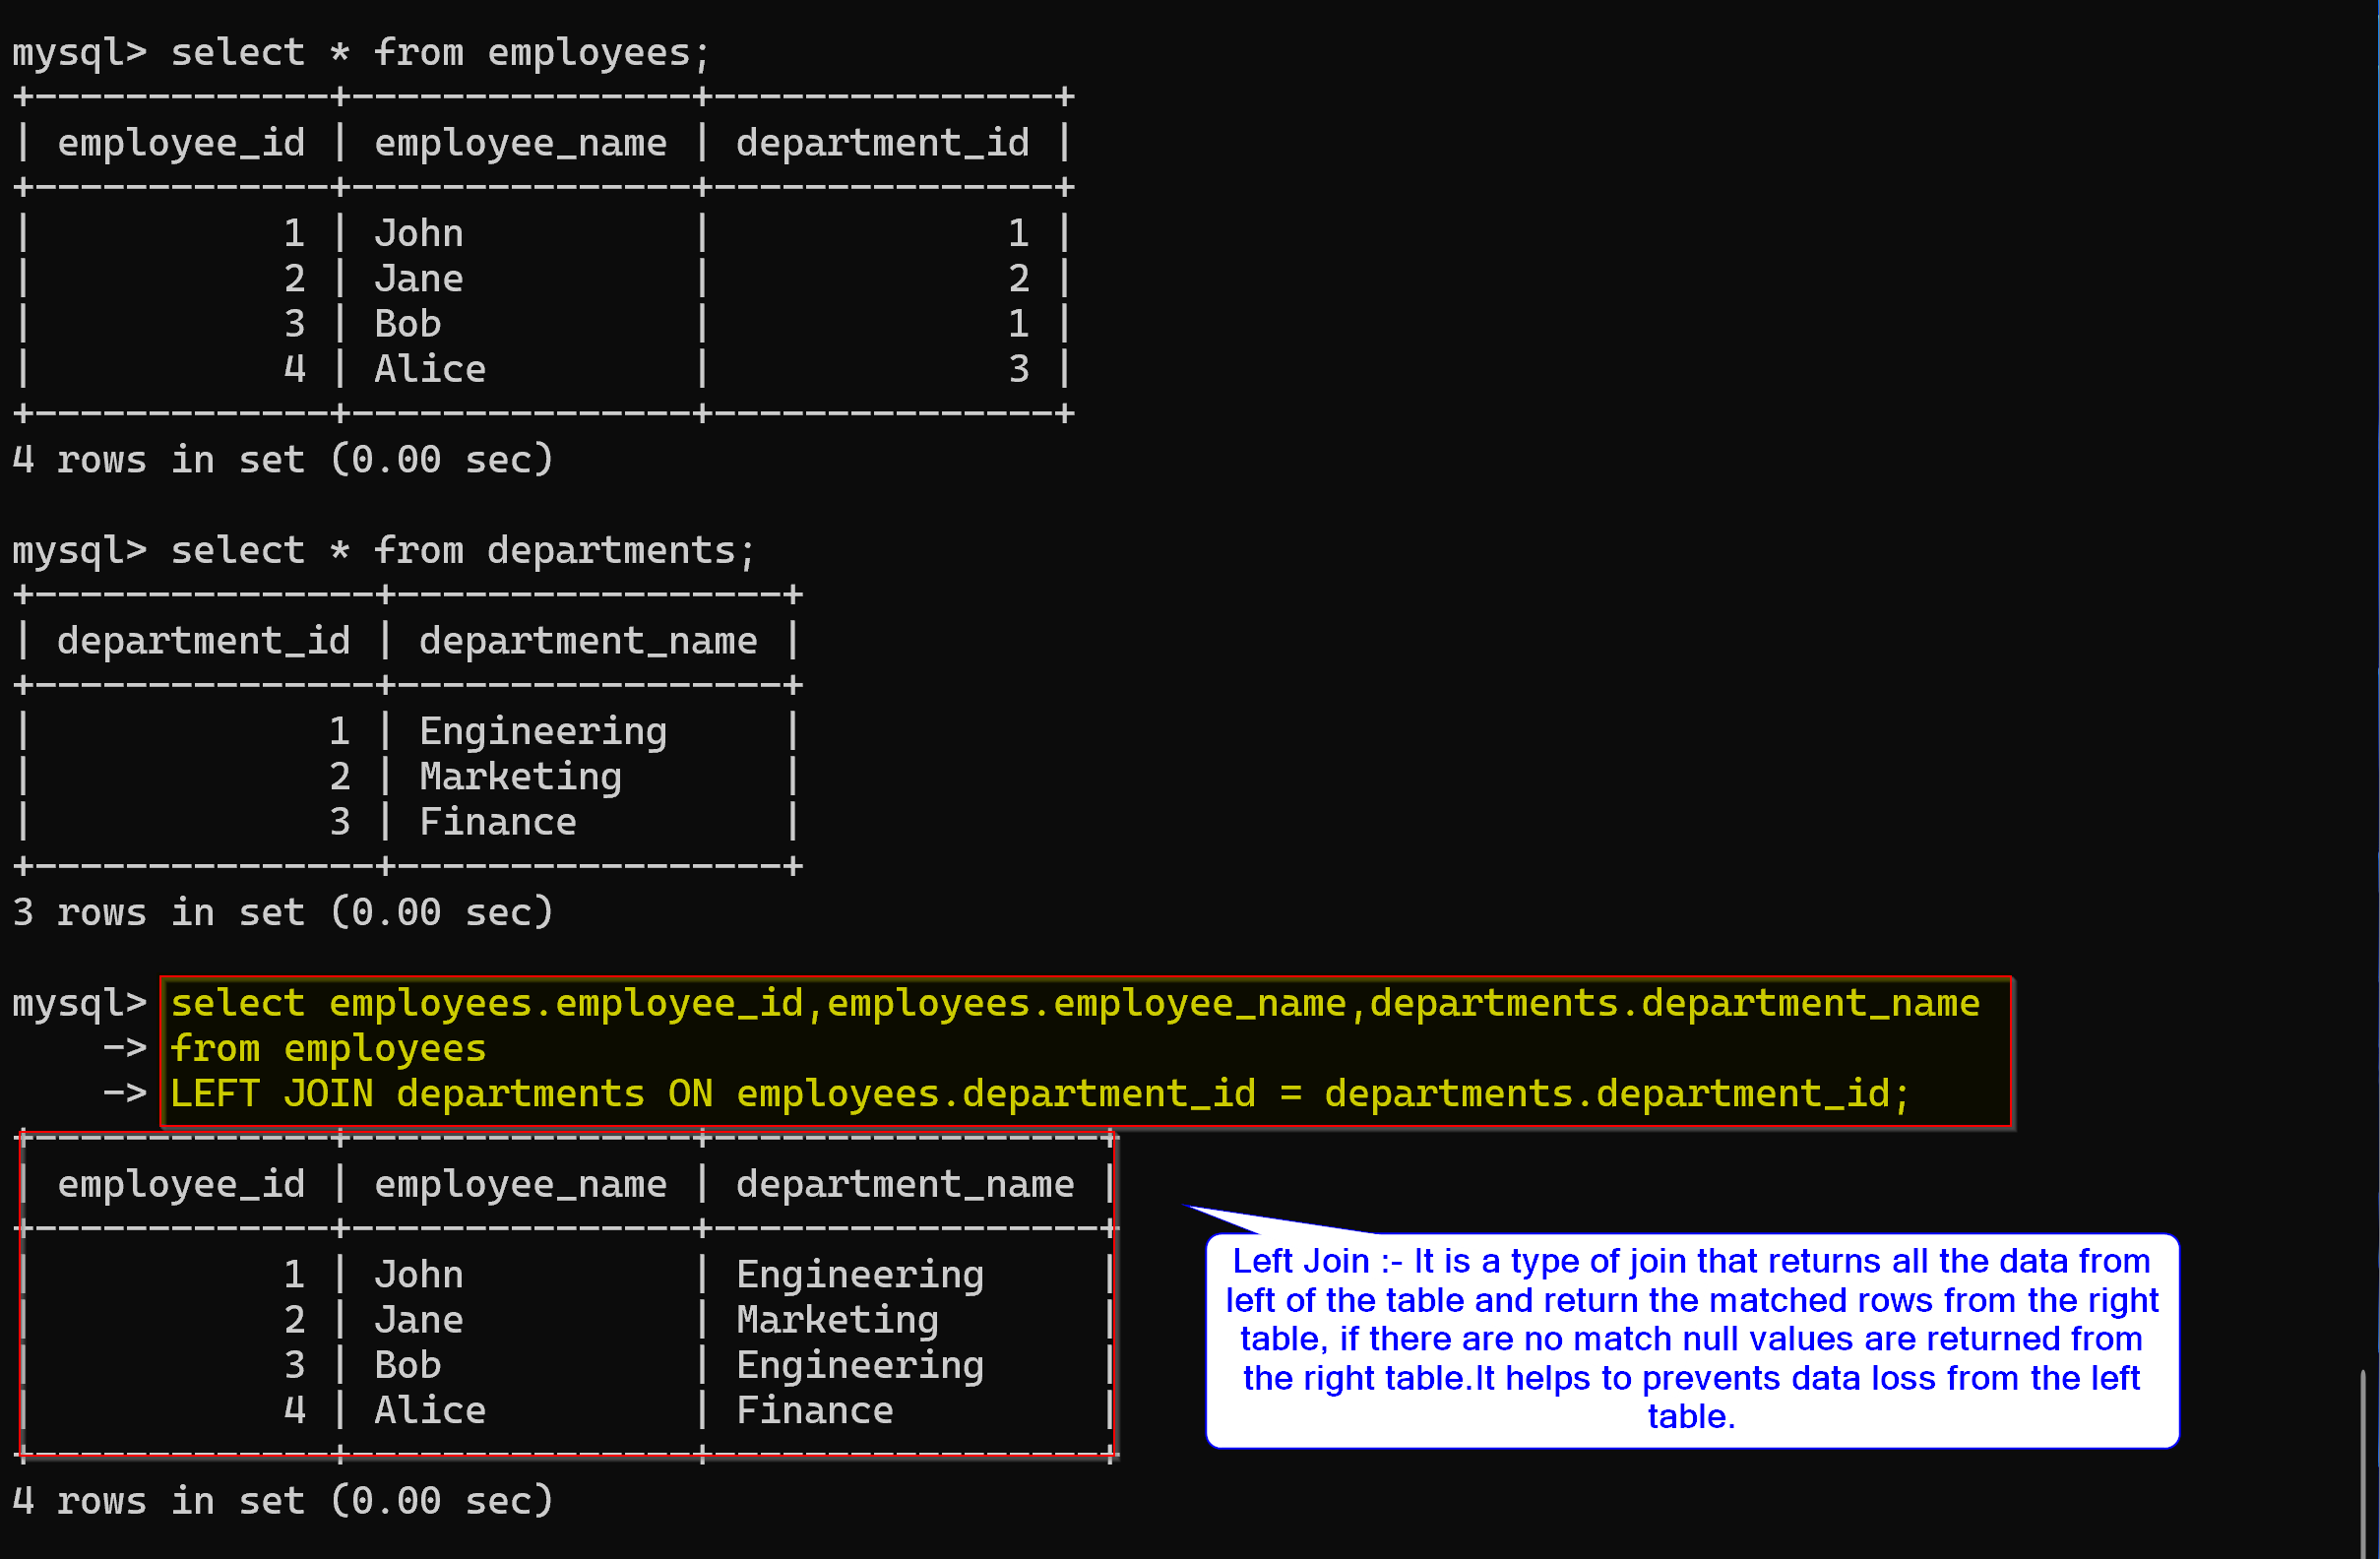 mysql> select * from employees;
+-------------+---------------+---------------+
| employee_id | employee_name | department_id |
+-------------+---------------+---------------+
|           1 | John          |             1 |
|           2 | Jane          |             2 |
|           3 | Bob           |             1 |
|           4 | Alice         |             3 |
+-------------+---------------+---------------+
4 rows in set (0.00 sec)
mysql> select * from departments;
+---------------+-----------------+
| department_id | department_name |
+---------------+-----------------+
|             1 | Engineering     |
|             2 | Marketing       |
|             3 | Finance         |
+---------------+-----------------+
3 rows in set (0.00 sec)
mysql> select employees.employee_id,employees.employee_name,departments.department_name
    -> from employees
    -> LEFT JOIN departments ON employees.department_id = departments.department_id;
+-------------+---------------+-----------------+
| employee_id | employee_name | department_name |
+-------------+---------------+-----------------+
|           1 | John          | Engineering     |
|           2 | Jane          | Marketing       |
|           3 | Bob           | Engineering     |
|           4 | Alice         | Finance         |
+-------------+---------------+-----------------+
4 rows in set (0.00 sec)
Left Join :- It is a type of join that returns all the data from
left of the table and return the matched rows from the right
table, if there are no match null values are returned from
the right table.It helps to prevents data loss from the left
table.